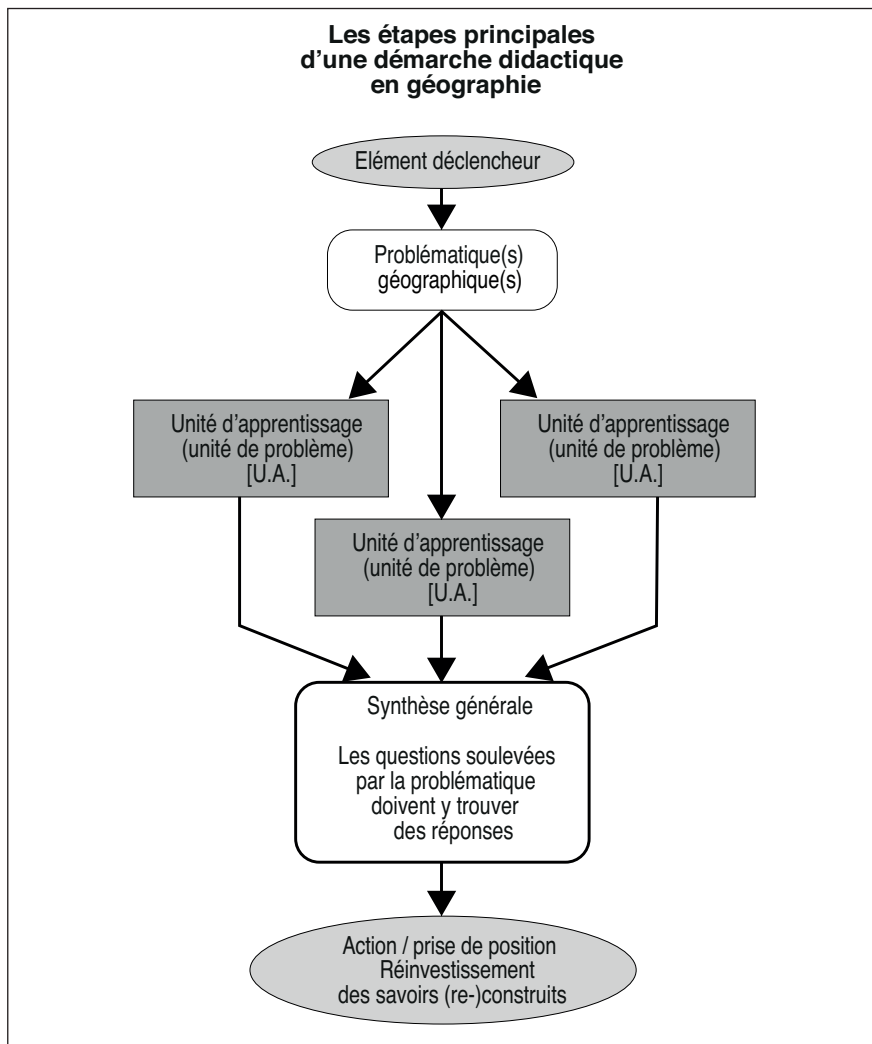 Les étapes principales
d'une démarche didactique
en géographie
Elément déclencheur
Problématique(s)
géographique(s)
Unité d'apprentissage
(unité de problème)
[U.A.]
Unité d'apprentissage
(unité de problème)
[U.A.]
Unité d'apprentissage
(unité de problème)
[U.A.]
Synthèse générale
Les questions soulevées
par la problématique
doivent y trouver
des réponses
Action / prise de position
Réinvestissement
des savoirs (re-)construits